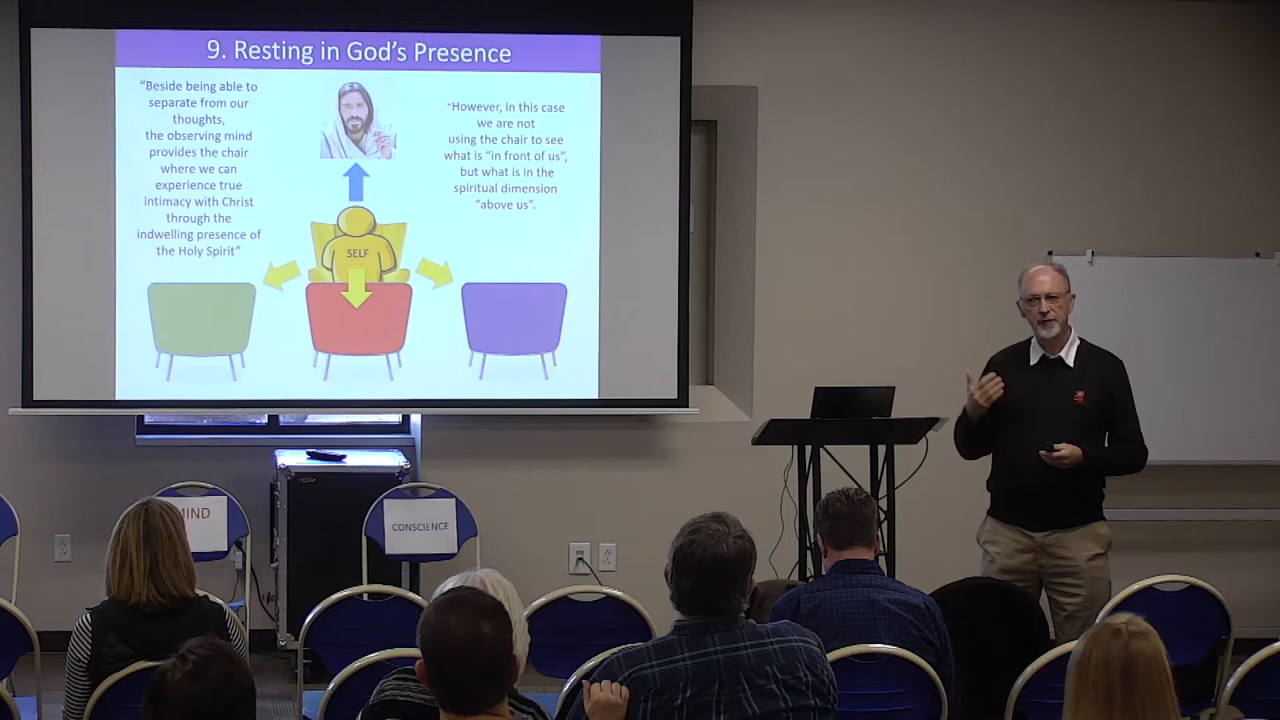 9. Resting in God's Presence
"Beside being able to
separate from our
thoughts,
the observing mind
provides the chair
where we can
experience true
intimacy with Christ
through the
indwelling presence of
the Holy Spirit"
"However, in this case
we are not
using the chair to see
what is "in front of us",
but what is in the
spiritual dimension
"above us".
SELF
MIND
CONSCIENCE